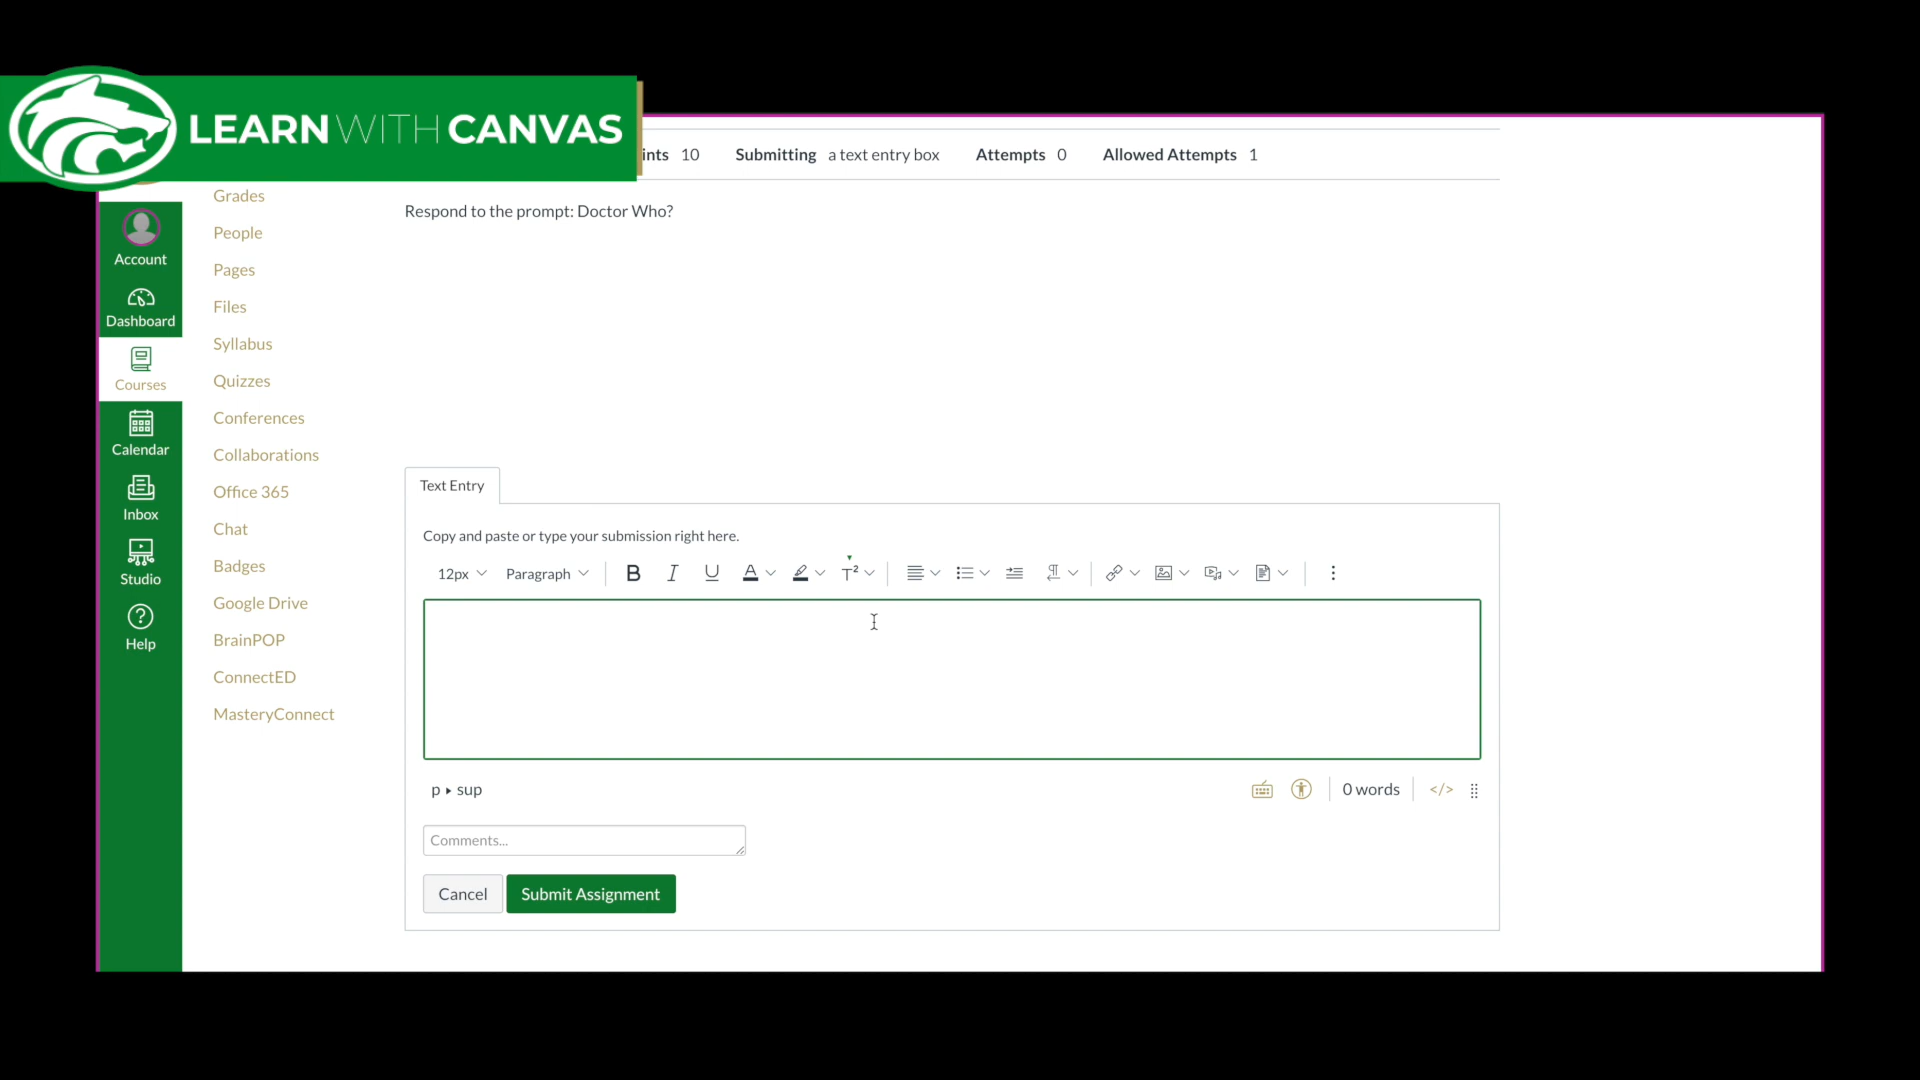 LEARN WITH CANVAS
ints 10 Submitting a text entry box Attempts 0 Allowed Attempts 1
Grades
People
Pages
Files
Syllabus
Quizzes
Conferences
Collaborations
Office 365
Chat
Badges
Google Drive
BrainPOP
ConnectED
MasteryConnect
Account
Dashboard
Courses
Calendar
Inbox
Studio
Help
Respond to the prompt: Doctor Who?
Text Entry
Copy and paste or type your submission right here.
12px Paragraph B I U A T²
p sup
0 words </>
Comments...
Cancel Submit Assignment